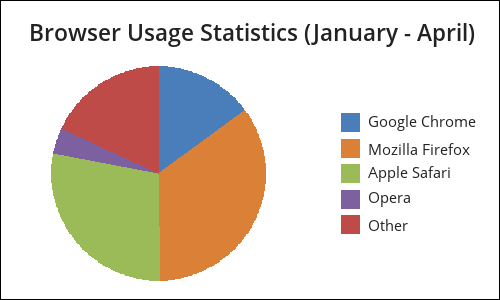 Browser Usage Statistics (January - April)
Google Chrome
Mozilla Firefox
Apple Safari
Opera
Other